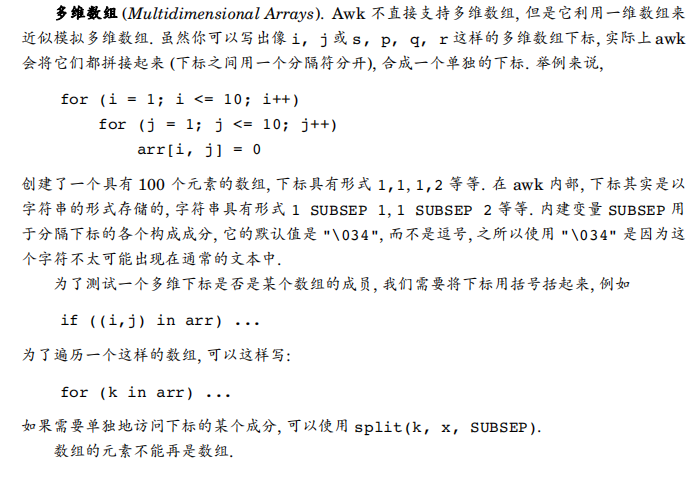 多维数组 (Multidimensional Arrays). Awk 不直接支持多维数组, 但是它利用一维数组来
近似模拟多维数组. 虽然你可以写出像 i, j 或 s, p, q, r 这样的多维数组下标, 实际上 awk
会将它们都拼接起来 (下标之间用一个分隔符分开), 合成一个单独的下标. 举例来说,
for (i = 1; i <= 10; i++)
for (j = 1; j <= 10; j++)
arr[i, j] = 0
创建了一个具有 100 个元素的数组, 下标具有形式 1,1, 1,2 等等. 在 awk 内部, 下标其实是以
字符串的形式存储的, 字符串具有形式 1 SUBSEP 1, 1 SUBSEP 2 等等. 内建变量 SUBSEP 用
于分隔下标的各个构成成分, 它的默认值是 "\034", 而不是逗号, 之所以使用 "\034" 是因为这
个字符不太可能出现在通常的文本中.
为了测试一个多维下标是否是某个数组的成员, 我们需要将下标用括号括起来, 例如
if ((i,j) in arr) ...
为了遍历一个这样的数组, 可以这样写:
for (k in arr) ...
如果需要单独地访问下标的某个成分, 可以使用 split(k, x, SUBSEP).
数组的元素不能再是数组.